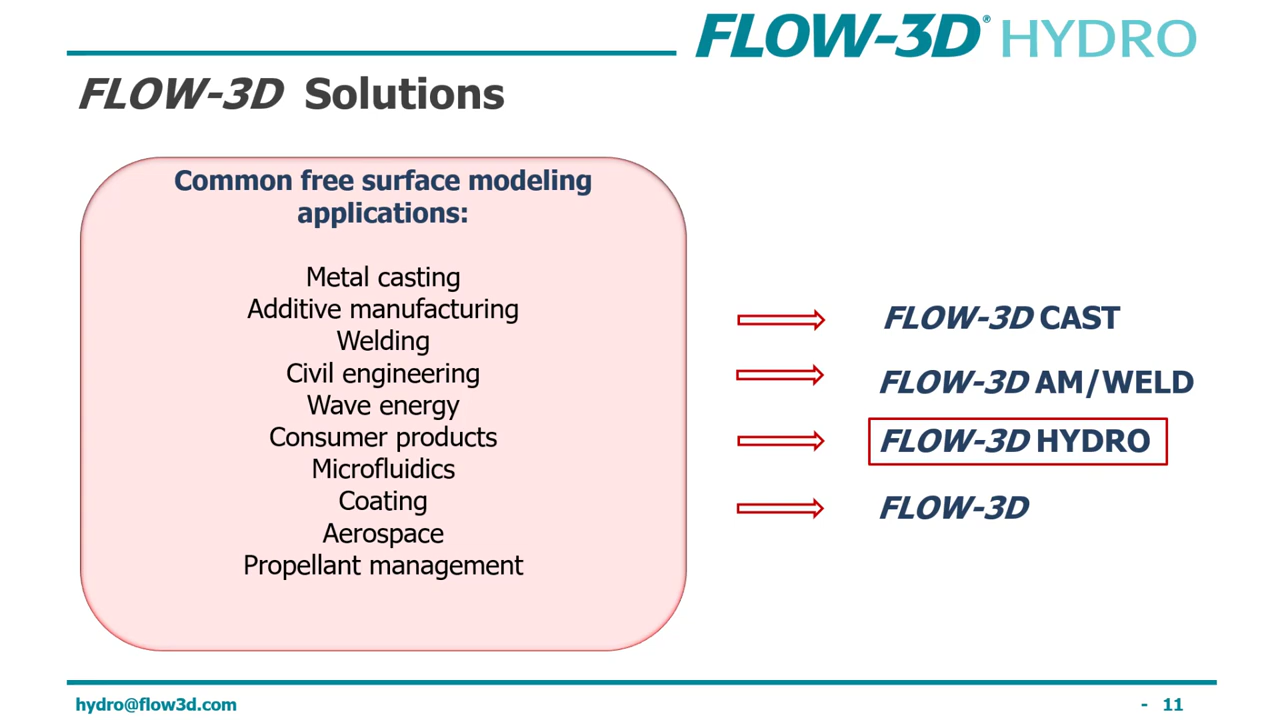 FLOW-3D® HYDRO
FLOW-3D Solutions
Common free surface modeling
applications:
Metal casting
Additive manufacturing
Welding
Civil engineering
Wave energy
Consumer products
Microfluidics
Coating
Aerospace
Propellant management
FLOW-3D CAST
FLOW-3D AM/WELD
FLOW-3D HYDRO
FLOW-3D
hydro@flow3d.com
- 11